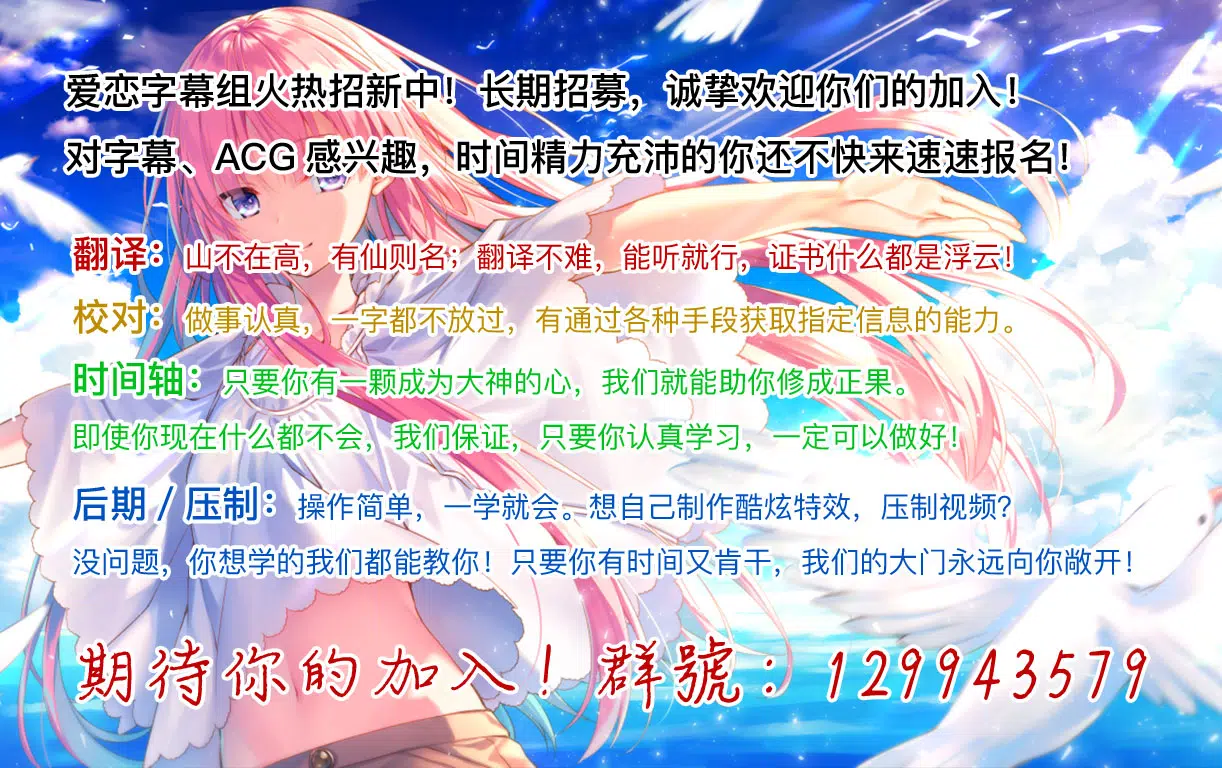 爱恋字幕组火热招新中！长期招募，诚挚欢迎你们的加入！
对字幕、ACG 感兴趣，时间精力充沛的你还不快来速速报名！
翻译：山不在高，有仙则名；翻译不难，能听就行，证书什么都是浮云！
校对：做事认真，一字都不放过，有通过各种手段获取指定信息的能力。
时间轴：只要你有一颗成为大神的心，我们就能助你修成正果。
即使你现在什么都不会，我们保证，只要你认真学习，一定可以做好！
后期 / 压制：操作简单，一学就会。想自己制作酷炫特效，压制视频？
没问题，你想学的我们都能教你！只要你有时间又肯干，我们的大门永远向你敞开！
期待你的加入！群號：129943579